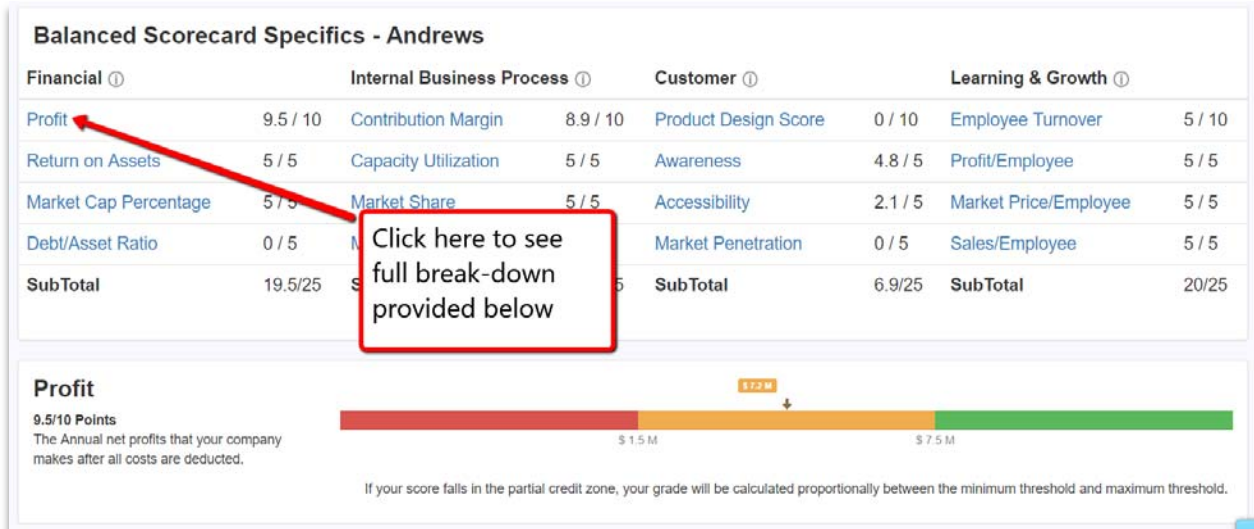 Balanced Scorecard Specifics - Andrews
Financial ⓘ Internal Business Process ⓘ Customer ⓘ Learning & Growth ⓘ
Profit 9.5 / 10 Contribution Margin 8.9 / 10 Product Design Score 0 / 10 Employee Turnover 5 / 10
Return on Assets 5 / 5 Capacity Utilization 5 / 5 Awareness 4.8 / 5 Profit/Employee 5 / 5
Market Cap Percentage 5 / 5 Market Share 5 / 5 Accessibility 2.1 / 5 Market Price/Employee 5 / 5
Debt/Asset Ratio 0 / 5 Market Penetration 0 / 5 Sales/Employee 5 / 5
SubTotal 19.5/25 SubTotal 6.9/25 SubTotal 20/25
Click here to see
full break-down
provided below
Profit
$ 7.2 M
9.5/10 Points
The Annual net profits that your company
makes after all costs are deducted.
$ 1.5 M $ 7.5 M
If your score falls in the partial credit zone, your grade will be calculated proportionally between the minimum threshold and maximum threshold.